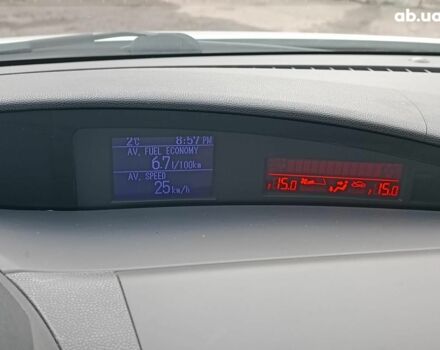 ab.ua
2°C 8:57 PM
AV. FUEL ECONOMY
6.7 l/100km
AV. SPEED
25 km/h
15.0 15.0